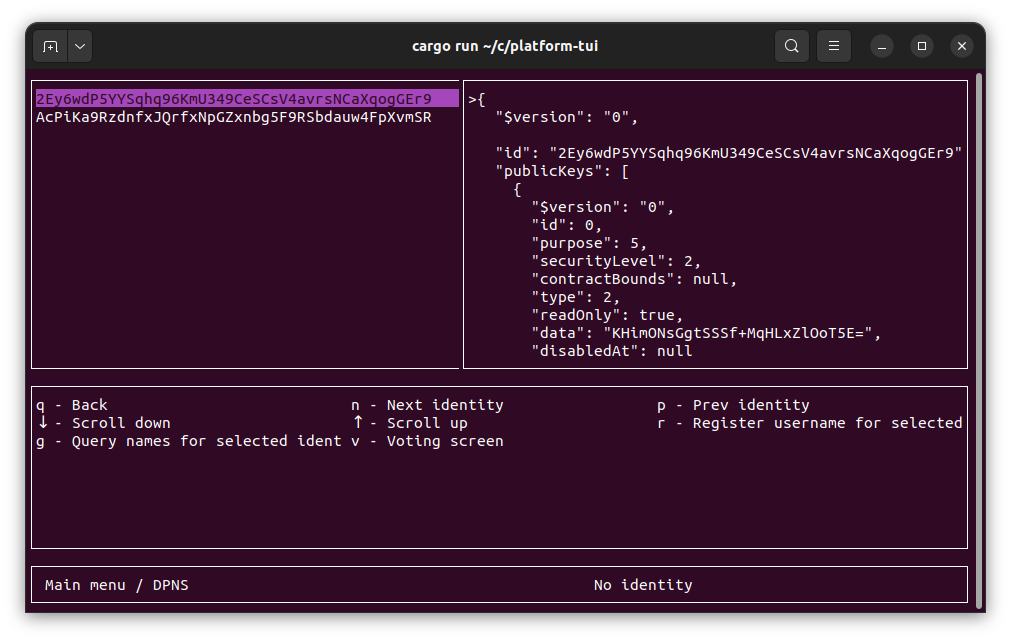 cargo run ~/c/platform-tui
2Ey6wdP5YYSqhq96KmU349CeSCsV4avrsNCaXqogGEr9
AcPiKa9RzdnfxJQrfxNpGZxnbg5F9RSbdauw4FpXvmSR
>{
"$version": "0",
"id": "2Ey6wdP5YYSqhq96KmU349CeSCsV4avrsNCaXqogGEr9"
"publicKeys": [
{
"$version": "0",
"id": 0,
"purpose": 5,
"securityLevel": 2,
"contractBounds": null,
"type": 2,
"readOnly": true,
"data": "KHimONsGgtSSSf+MqHLxZlOoT5E=",
"disabledAt": null
q - Back n - Next identity p - Prev identity
↓ - Scroll down ↑ - Scroll up r - Register username for selected
g - Query names for selected ident v - Voting screen
Main menu / DPNS No identity